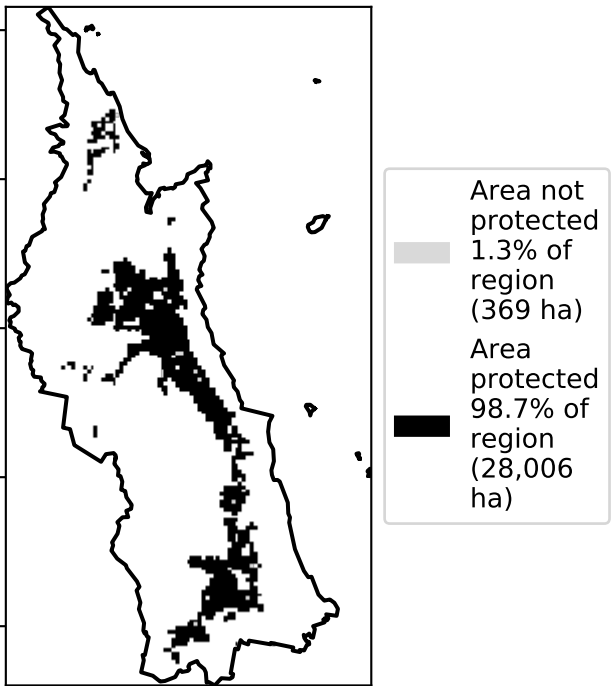 Area not
protected
1.3% of
region
(369 ha)
Area
protected
98.7% of
region
(28,006
ha)